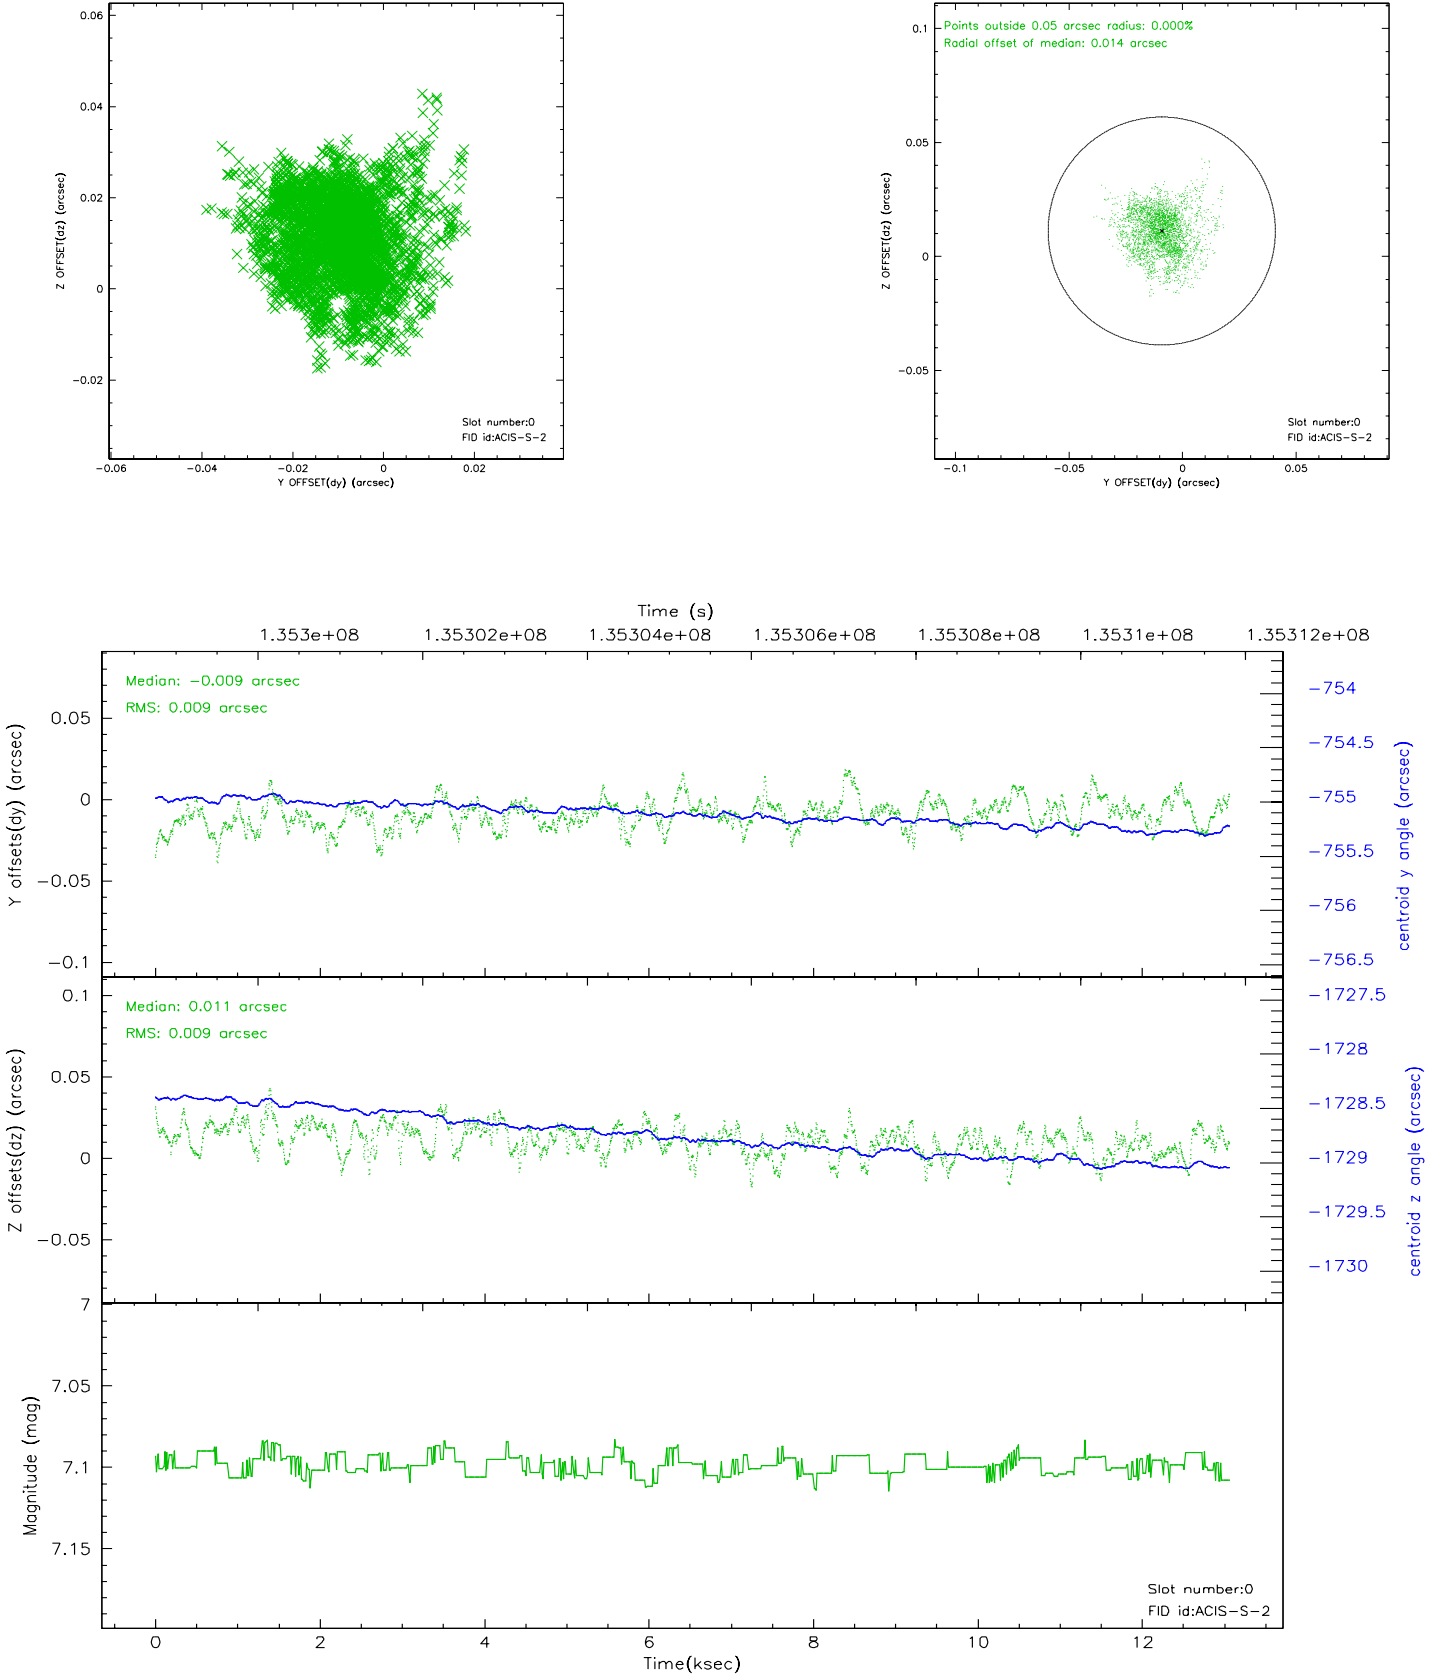 0.06
0.04
0.02
0
-0.02
-0.06
-0.04
-0.02
0
0.02
Z OFFSET(dz) (arcsec)
Y OFFSET(dy) (arcsec)
Slot number:0
FID id:ACIS-S-2
Points outside 0.05 arcsec radius: 0.000%
Radial offset of median: 0.014 arcsec
0.1
0.05
0
-0.05
-0.1
-0.05
0
0.05
Z OFFSET(dz) (arcsec)
Y OFFSET(dy) (arcsec)
Slot number:0
FID id:ACIS-S-2
Time (s)
1.353e+08
1.35302e+08
1.35304e+08
1.35306e+08
1.35308e+08
1.3531e+08
1.35312e+08
Median: -0.009 arcsec
RMS: 0.009 arcsec
0.05
0
-0.05
-0.1
Y offsets(dy) (arcsec)
-754
-754.5
-755
-755.5
-756
-756.5
centroid y angle (arcsec)
Median: 0.011 arcsec
RMS: 0.009 arcsec
0.1
0.05
0
-0.05
Z offsets(dz) (arcsec)
-1727.5
-1728
-1728.5
-1729
-1729.5
-1730
centroid z angle (arcsec)
7
7.05
7.1
7.15
Magnitude (mag)
Slot number:0
FID id:ACIS-S-2
0
2
4
6
8
10
12
Time(ksec)